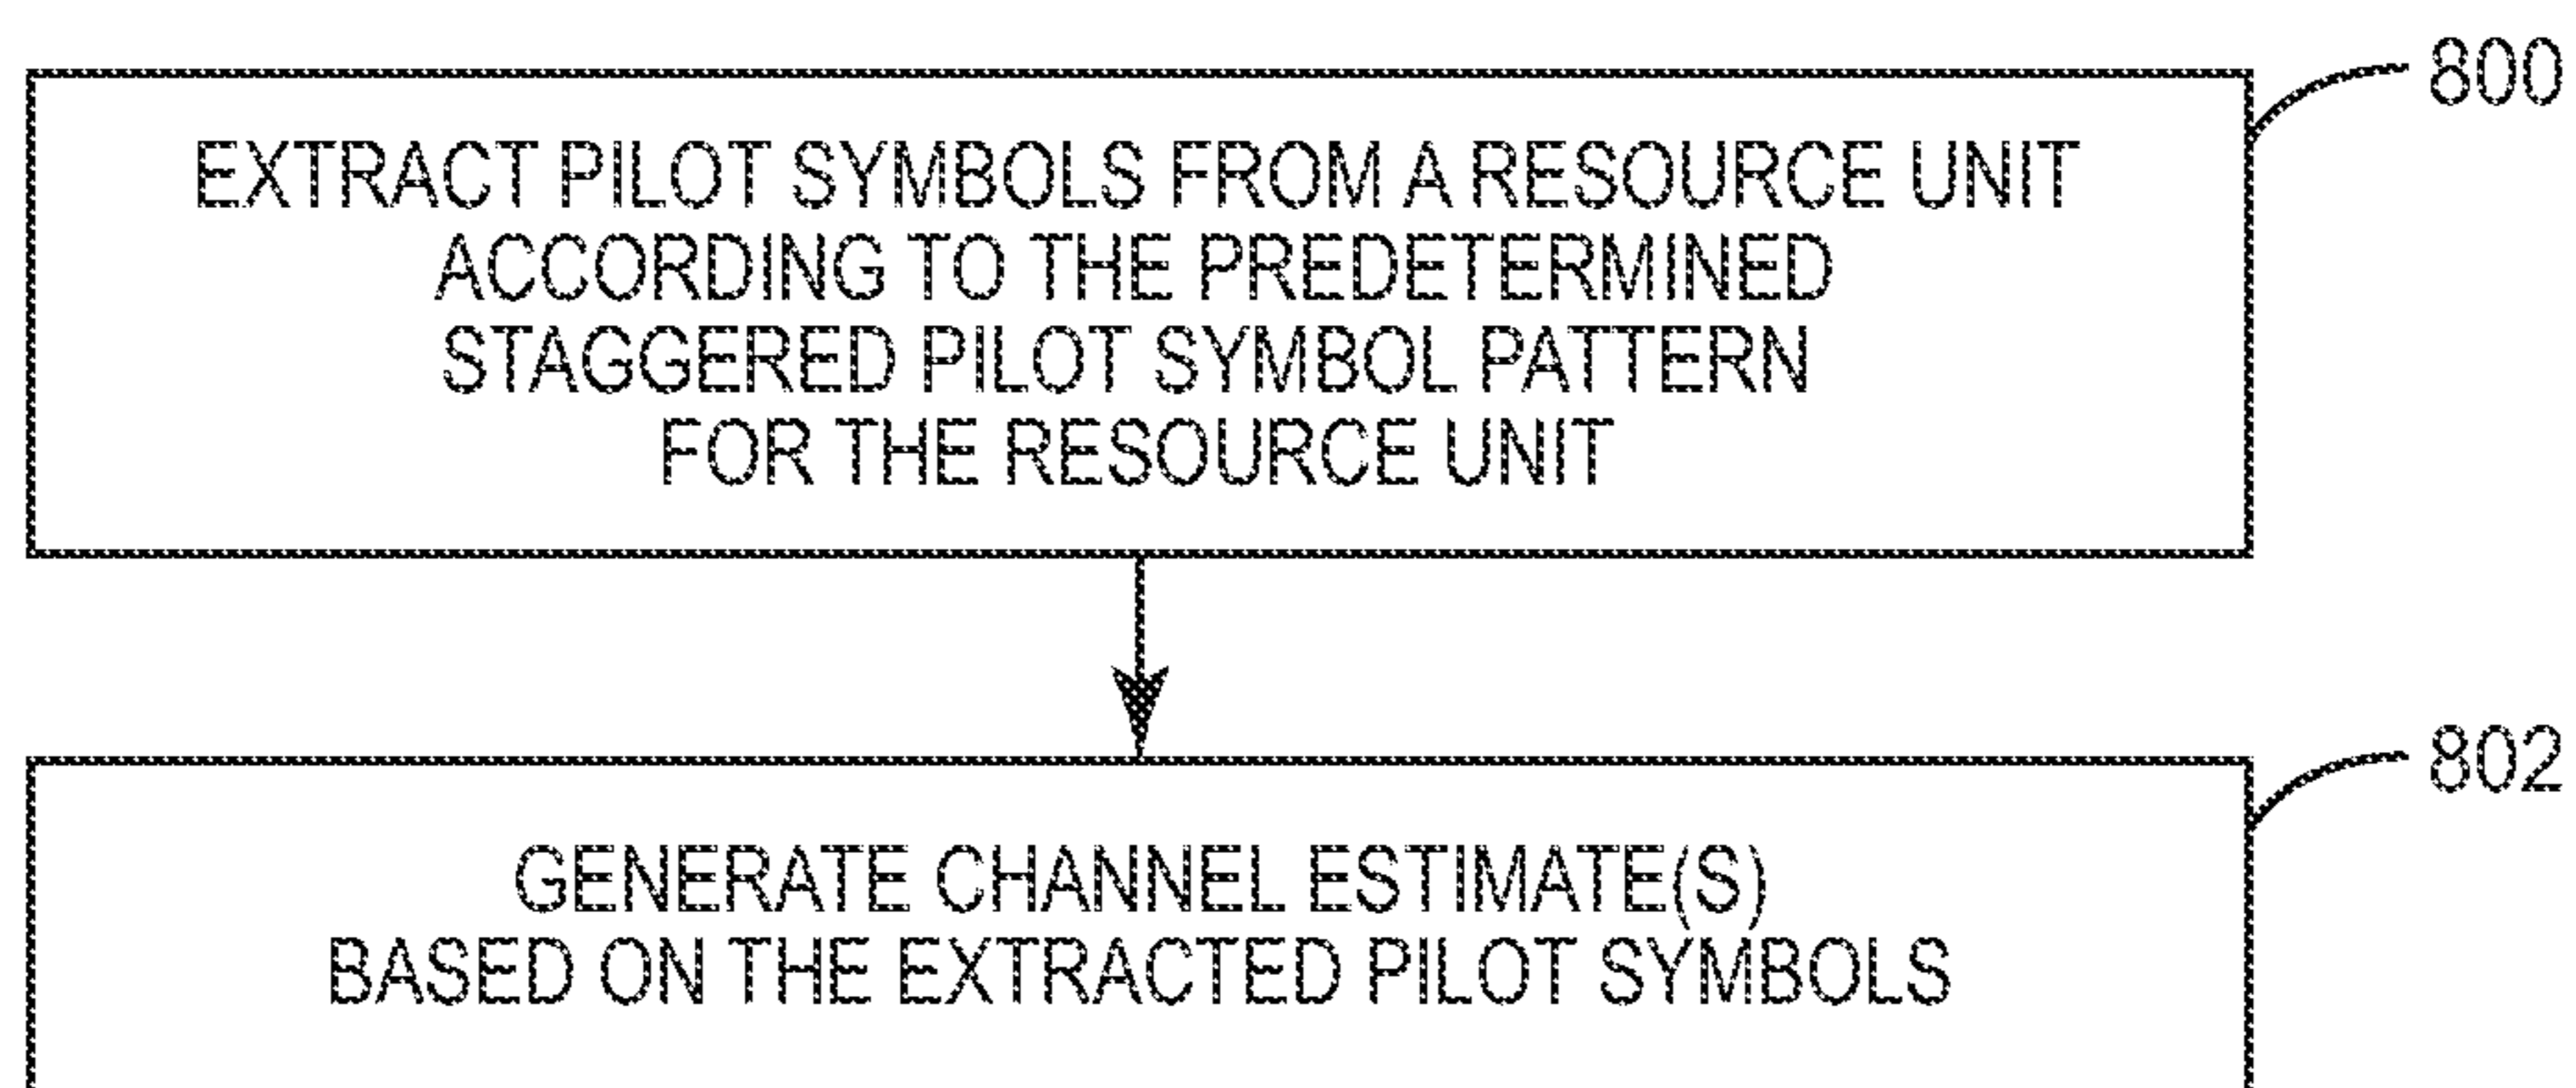 800
EXTRACT PILOT SYMBOLS FROM A RESOURCE UNIT
ACCORDING TO THE PREDETERMINED
STAGGERED PILOT SYMBOL PATTERN
FOR THE RESOURCE UNIT
802
GENERATE CHANNEL ESTIMATE(S)
BASED ON THE EXTRACTED PILOT SYMBOLS